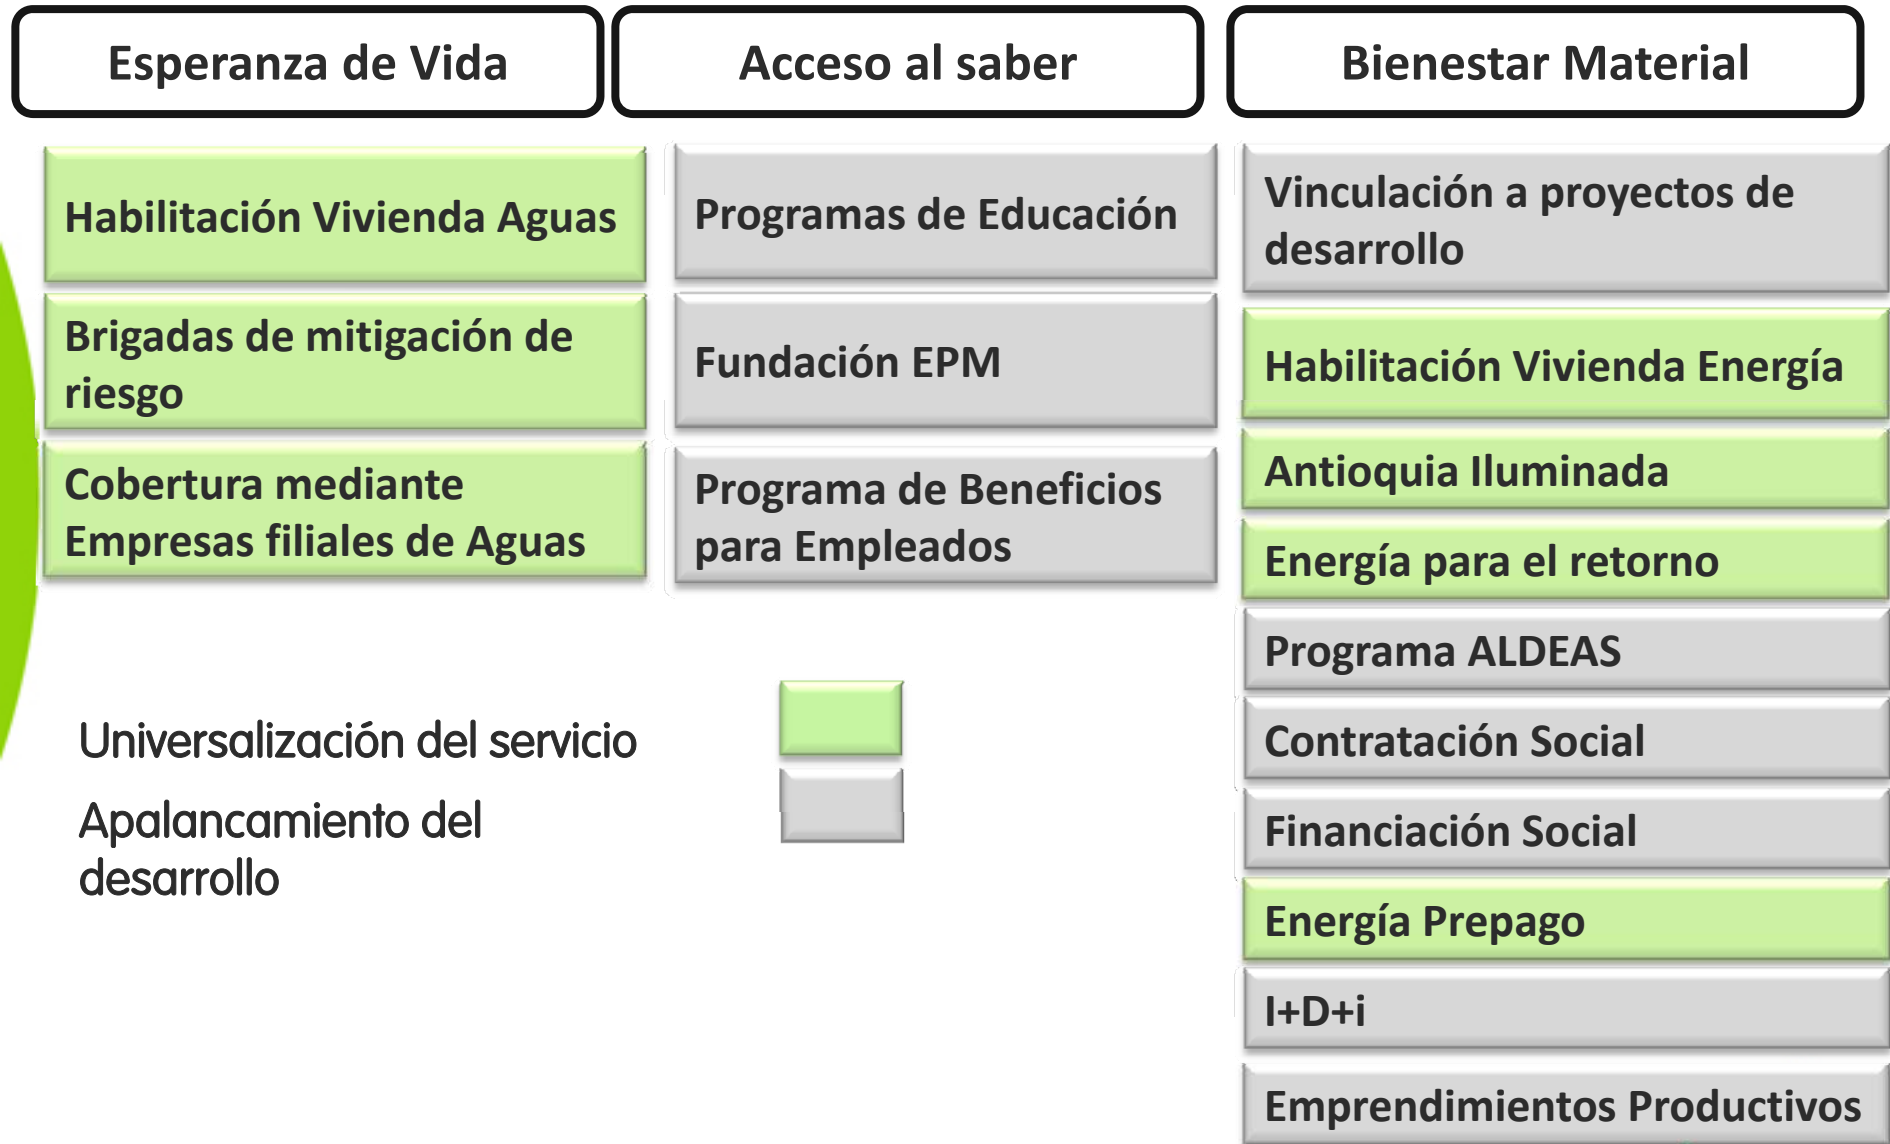 Esperanza de Vida
Acceso al saber
Bienestar Material
Habilitación Vivienda Aguas
Brigadas de mitigación de
riesgo
Cobertura mediante
Empresas filiales de Aguas
Programas de Educación
Fundación EPM
Programa de Beneficios
para Empleados
Vinculación a proyectos de
desarrollo
Habilitación Vivienda Energía
Antioquia Iluminada
Energía para el retorno
Programa ALDEAS
Contratación Social
Financiación Social
Energía Prepago
I+D+i
Emprendimientos Productivos
Universalización del servicio
Apalancamiento del
desarrollo